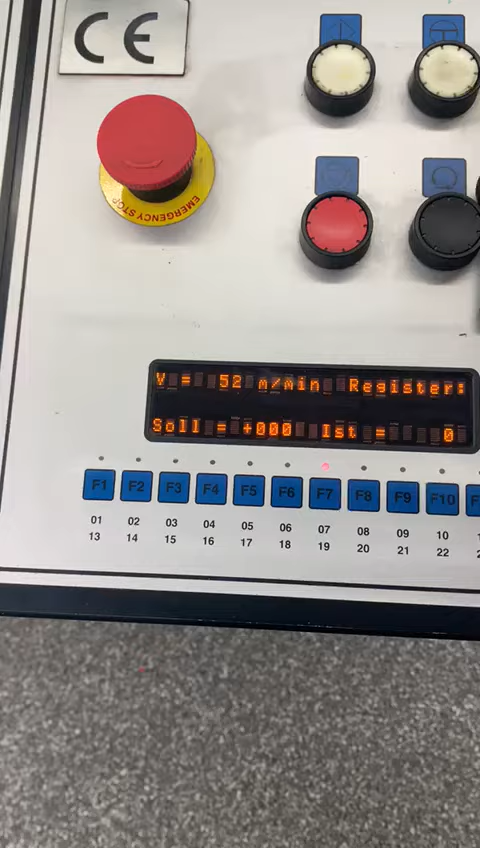 CE
EMERGENCY STOP
V = 52 m/min Register:
Soll = +000 Ist = 0
F1 F2 F3 F4 F5 F6 F7 F8 F9 F10
01 02 03 04 05 06 07 08 09 10
13 14 15 16 17 18 19 20 21 22